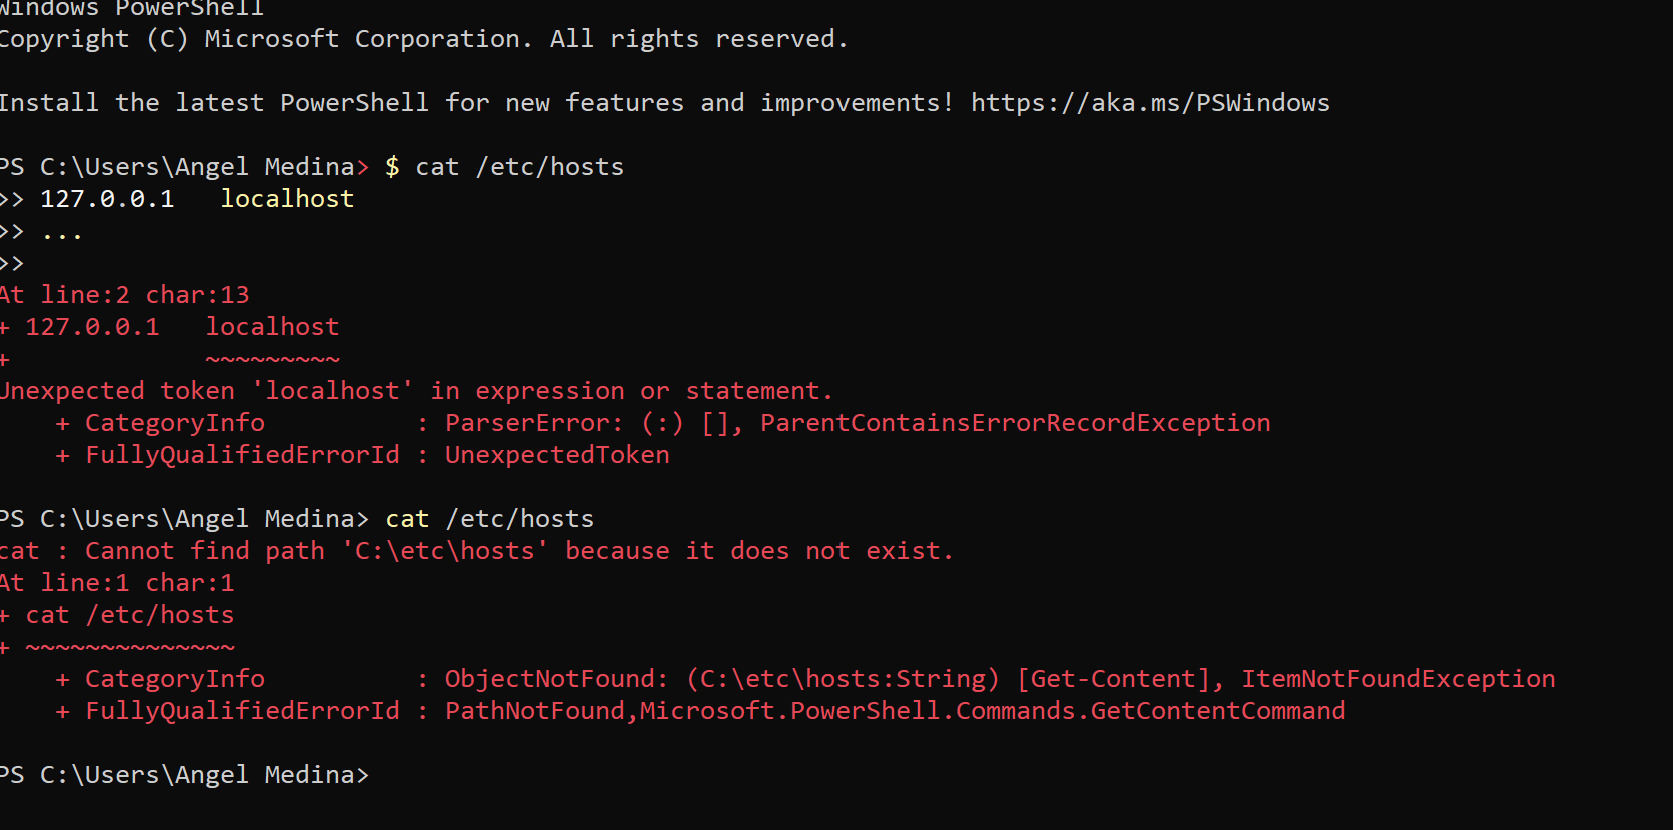 Windows PowerShell
Copyright (C) Microsoft Corporation. All rights reserved.
Install the latest PowerShell for new features and improvements! https://aka.ms/PSWindows
PS C:\Users\Angel Medina> $ cat /etc/hosts
>> 127.0.0.1   localhost
>> ...
>>
At line:2 char:13
+ 127.0.0.1   localhost
+             ~~~~~~~~~
Unexpected token 'localhost' in expression or statement.
    + CategoryInfo          : ParserError: (:) [], ParentContainsErrorRecordException
    + FullyQualifiedErrorId : UnexpectedToken
PS C:\Users\Angel Medina> cat /etc/hosts
cat : Cannot find path 'C:\etc\hosts' because it does not exist.
At line:1 char:1
+ cat /etc/hosts
+ ~~~~~~~~~~~~~~
    + CategoryInfo          : ObjectNotFound: (C:\etc\hosts:String) [Get-Content], ItemNotFoundException
    + FullyQualifiedErrorId : PathNotFound,Microsoft.PowerShell.Commands.GetContentCommand
PS C:\Users\Angel Medina>